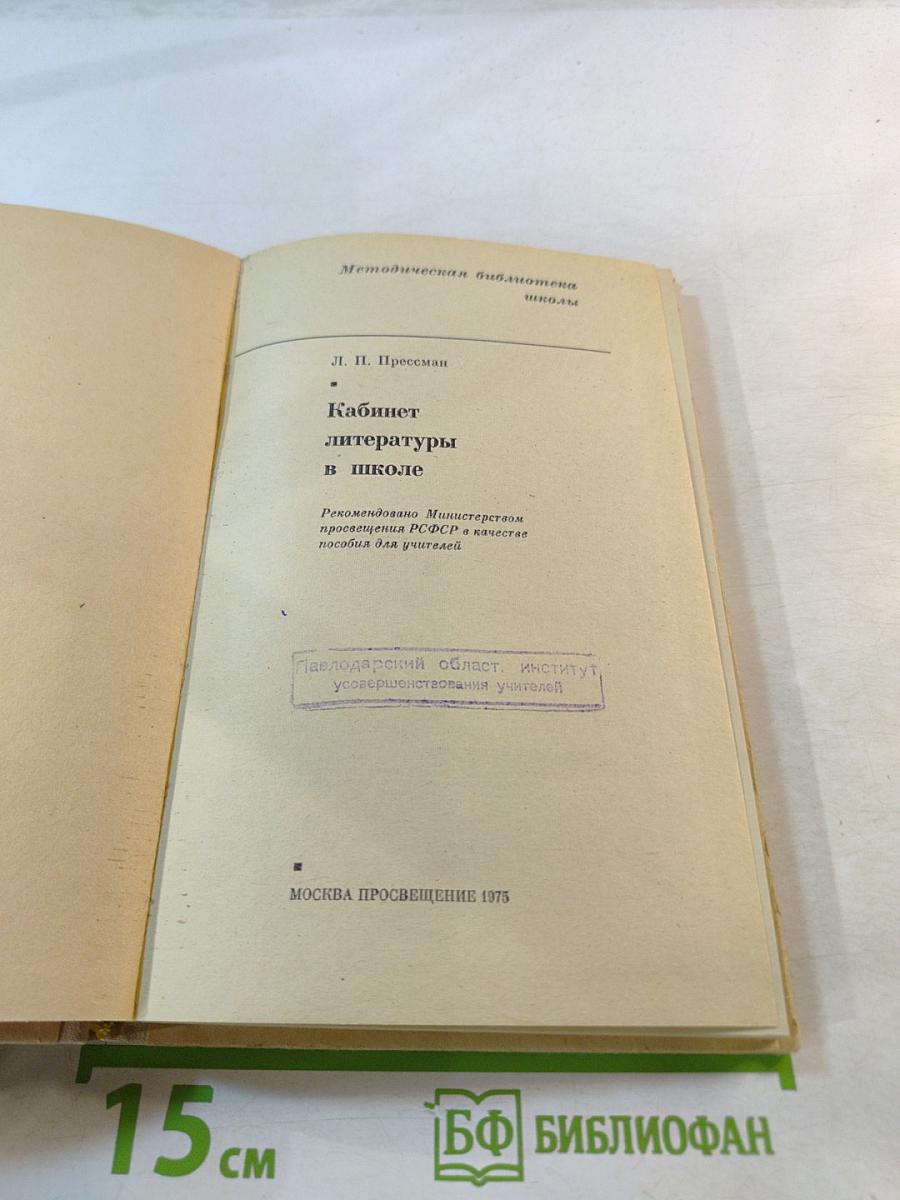 Методическая библиотека
школы
Л. П. Прессман
Кабинет
литературы
в школе
Рекомендовано Министерством
просвещения РСФСР в качестве
пособия для учителей
Павлодарский област. институт
усовершенствования учителей
МОСКВА ПРОСВЕЩЕНИЕ 1975
15 см
БФ БИБЛИОФАН